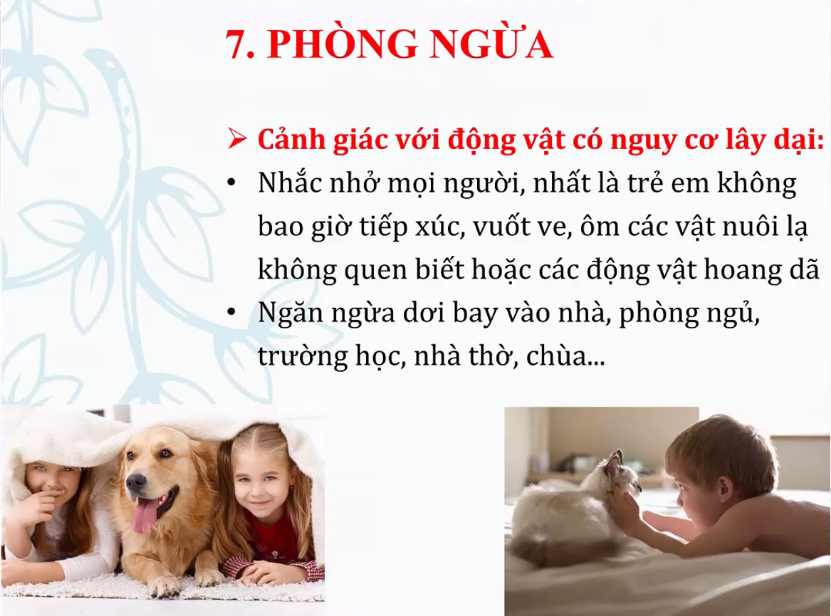 7. PHÒNG NGỪA
➢ Cảnh giác với động vật có nguy cơ lây dại:
• Nhắc nhở mọi người, nhất là trẻ em không
bao giờ tiếp xúc, vuốt ve, ôm các vật nuôi lạ
không quen biết hoặc các động vật hoang dã
• Ngăn ngừa dơi bay vào nhà, phòng ngủ,
trường học, nhà thờ, chùa...